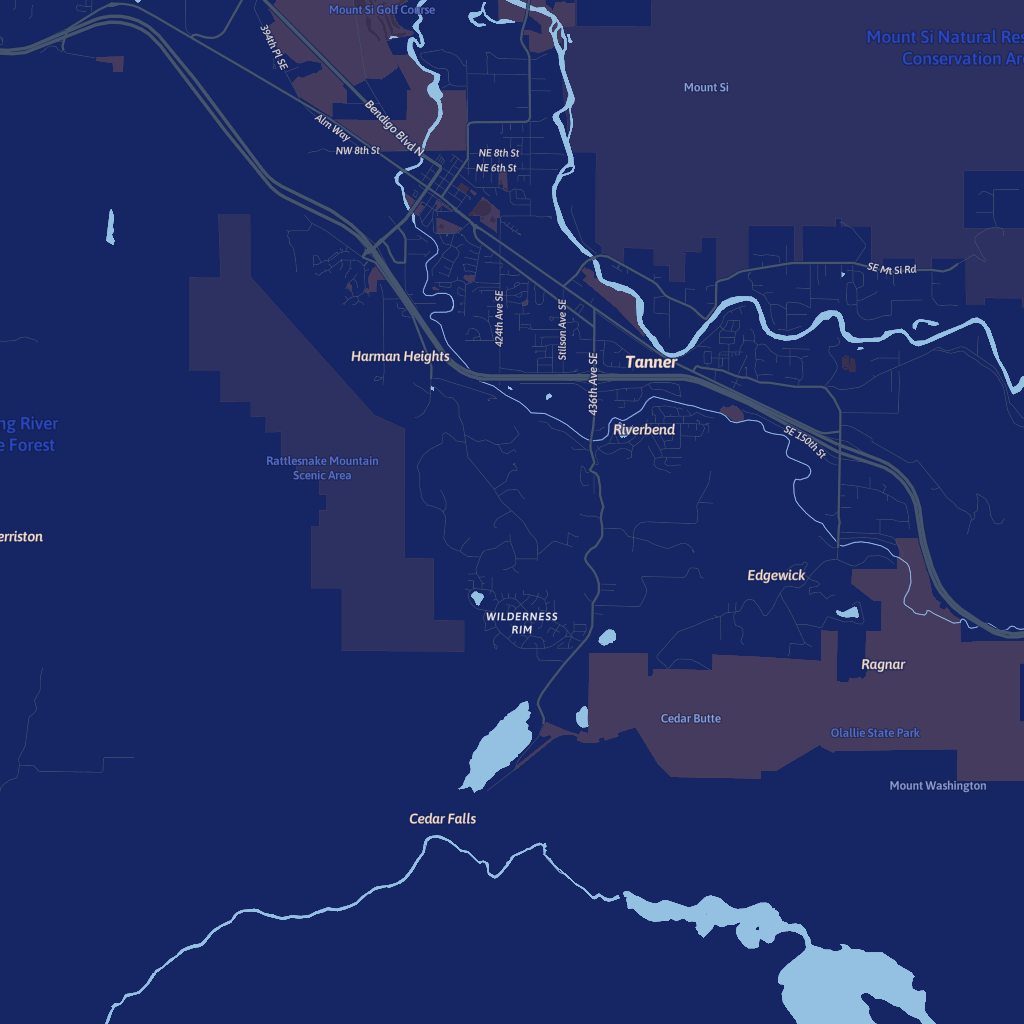 Mount Si Golf Course
394th Pl SE
Mount Si Natural Res
Conservation Ar
Mount Si
Bendigo Blvd N
Alm Way
NW 8th St
NE 8th St
NE 6th St
SE Mt Si Rd
424th Ave SE
Stilson Ave SE
Harman Heights
Tanner
436th Ave SE
ng River
e Forest
Riverbend
SE 150th St
Rattlesnake Mountain
Scenic Area
erriston
Edgewick
WILDERNESS
RIM
Ragnar
Cedar Butte
Olallie State Park
Mount Washington
Cedar Falls